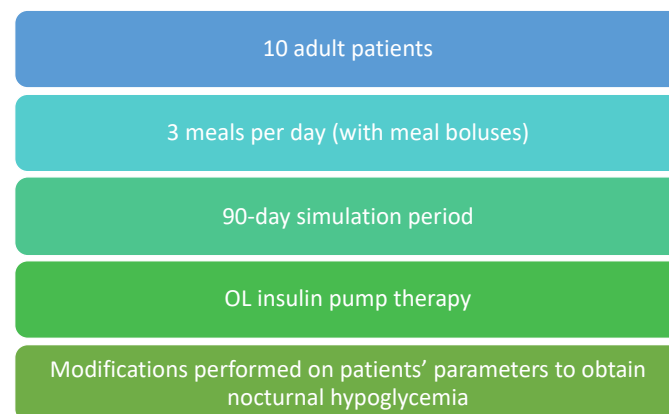 10 adult patients
3 meals per day (with meal boluses)
90-day simulation period
OL insulin pump therapy
Modifications performed on patients’ parameters to obtain
nocturnal hypoglycemia